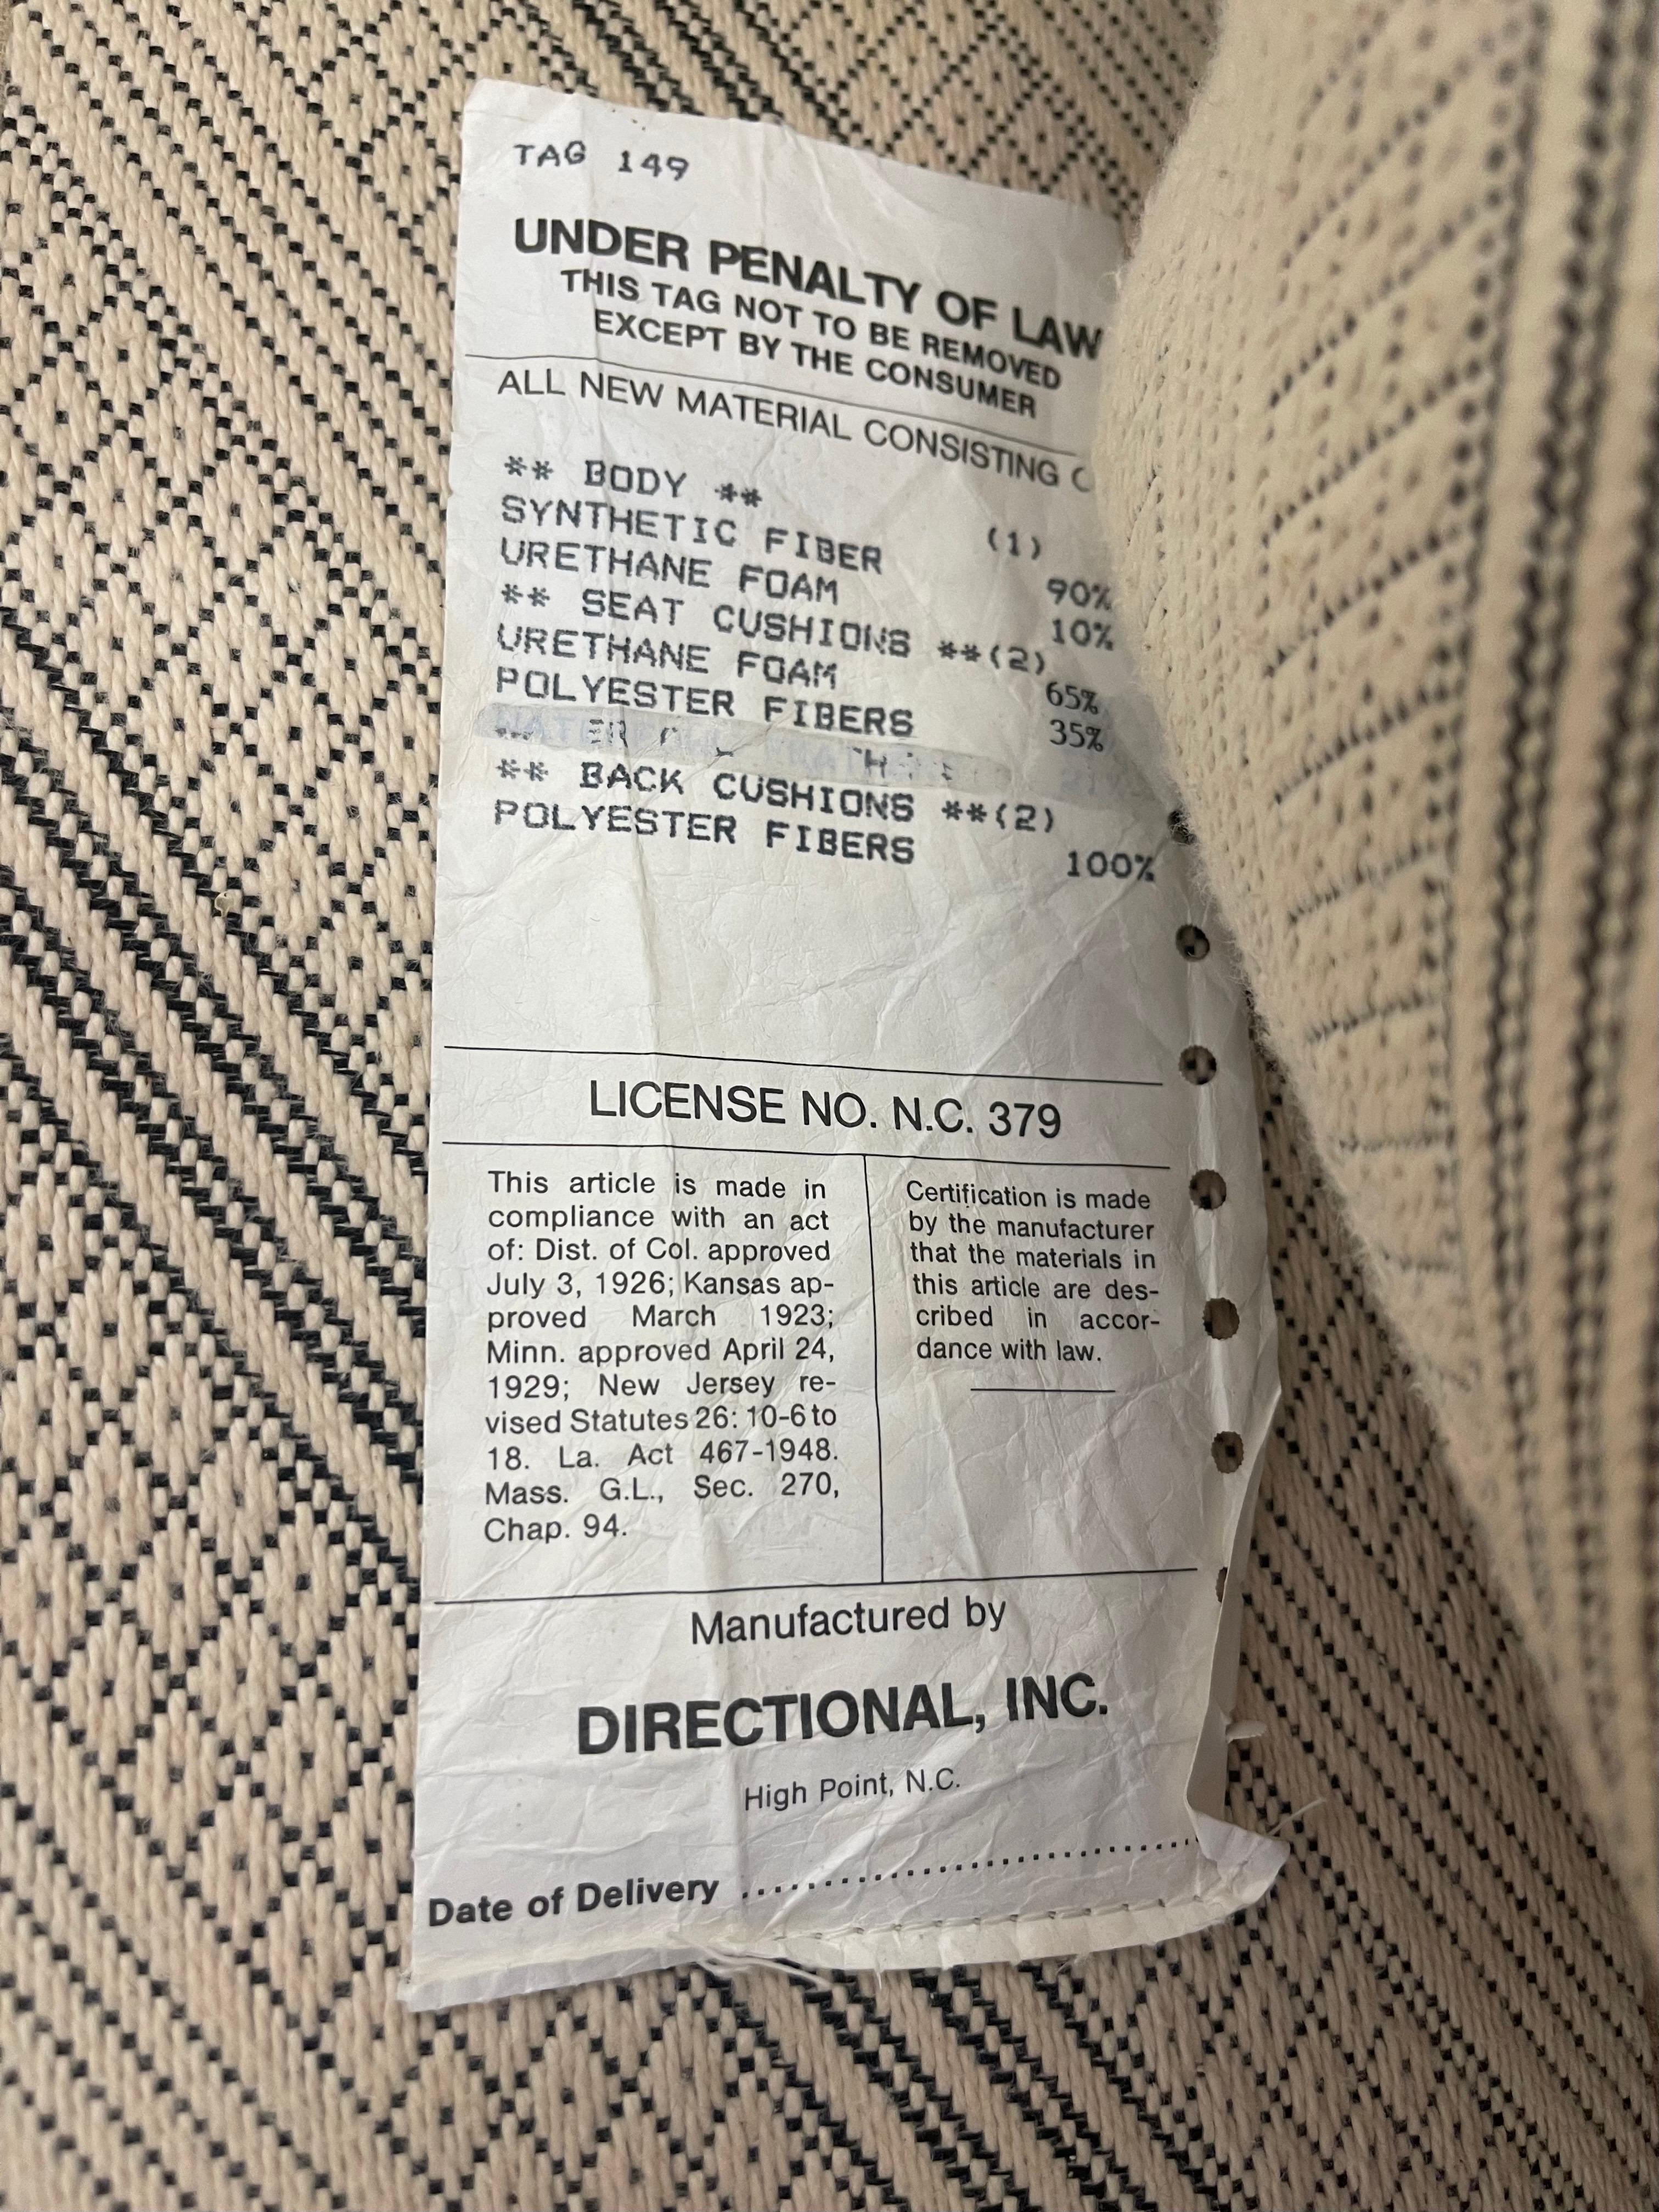 TAG 149
UNDER PENALTY OF LAW
THIS TAG NOT TO BE REMOVED
EXCEPT BY THE CONSUMER
ALL NEW MATERIAL CONSISTING
** BODY ** (1)
SYNTHETIC FIBER 90%
URETHANE FOAM 10%
** SEAT CUSHIONS **(2)
URETHANE FOAM 65%
POLYESTER FIBERS 35%
** BACK CUSHIONS **(2)
POLYESTER FIBERS 100%
LICENSE NO. N.C. 379
This article is made in
compliance with an act
of: Dist. of Col. approved
July 3, 1926; Kansas ap-
proved March 1923;
Minn. approved April 24,
1929; New Jersey re-
vised Statutes 26: 10-6 to
18. La. Act 467-1948.
Mass. G.L., Sec. 270,
Chap. 94.
Certification is made
by the manufacturer
that the materials in
this article are des-
cribed in accor-
dance with law.
Manufactured by
DIRECTIONAL, INC.
High Point, N.C.
Date of Delivery ..............................